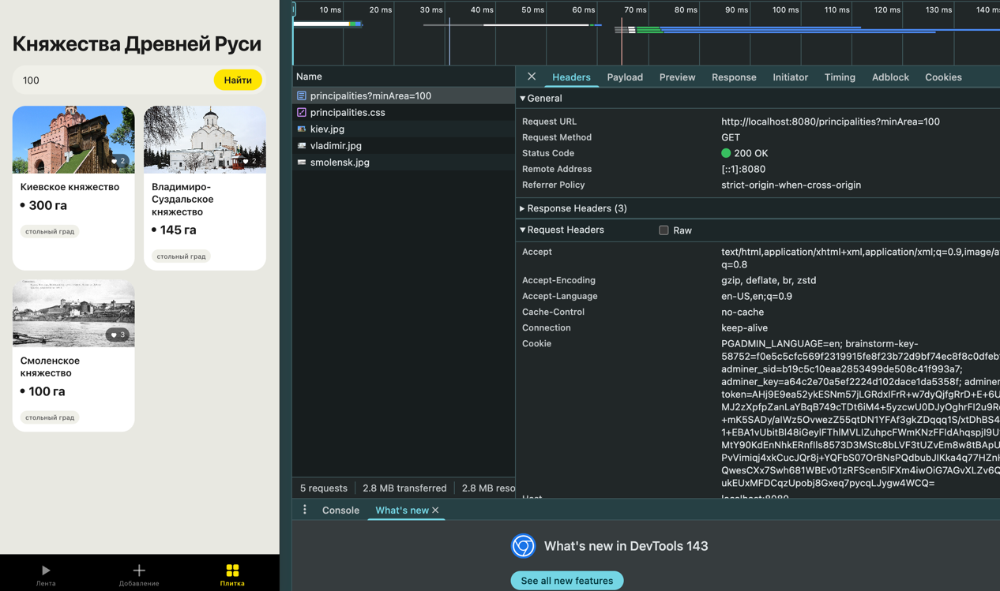 Княжества Древней Руси
100
Найти
2
2
Киевское княжество
• 300 га
стольный град
Владимиро-
Суздальское
княжество
• 145 га
стольный град
3
Смоленское
княжество
• 100 га
стольный град
Лента
Добавление
Плитка
10 ms 20 ms 30 ms 40 ms 50 ms 60 ms 70 ms 80 ms 90 ms 100 ms 110 ms 120 ms 130 ms 140 m
Name
principalities?minArea=100
principalities.css
kiev.jpg
vladimir.jpg
smolensk.jpg
5 requests 2.8 MB transferred 2.8 MB reso
Headers Payload Preview Response Initiator Timing Adblock Cookies
General
Request URL http://localhost:8080/principalities?minArea=100
Request Method GET
Status Code 200 OK
Remote Address [::1]:8080
Referrer Policy strict-origin-when-cross-origin
Response Headers (3)
Request Headers Raw
Accept text/html,application/xhtml+xml,application/xml;q=0.9,image/a
q=0.8
Accept-Encoding gzip, deflate, br, zstd
Accept-Language en-US,en;q=0.9
Cache-Control no-cache
Connection keep-alive
Cookie PGADMIN_LANGUAGE=en; brainstorm-key-
58752=f0e5c5cfc569f2319915fe8f23b72d9bf74ec8f8c0dfeb
adminer_sid=b19c5c10eaa2853499de508c41f993a7;
adminer_key=a64c2e70a5ef2224d102dace1da5358f; adminer
token=AHj9E9ea52ykESNm57jLGRdxIFrR+w7dyQjfgRrD+E+6U
MJ2zXpfpZanLaYBqB749cTDt6iM4+5yzcwU0DJyOghrFI2u9R
+mK5SADy/alWz5OvwezZ55qtDN1YFAf3gkZDqqq1S/xtDhBS4
1+EBA1vUbitBl48iGeylFThlMVLIZuhpcFWmKNzFFIdAhqspjl9U
MtY90KdEnNhkERnfIls8573D3MStc8bLVF3tUZvEm8w8tBApU
PvVimiqj4xkCucJQr8j+YQFbS07OrBNsPQdbubJIKka4q77HZn
QwesCXx7Swh681WBEv01zRFScen5lFXm4iwOiG7AGvXLZv6Q
ukEUxMFDCqzUpobj8Gxeq7pycqLJygw4WCQ=
Host localhost:8080
Console What's new
What's new in DevTools 143
See all new features